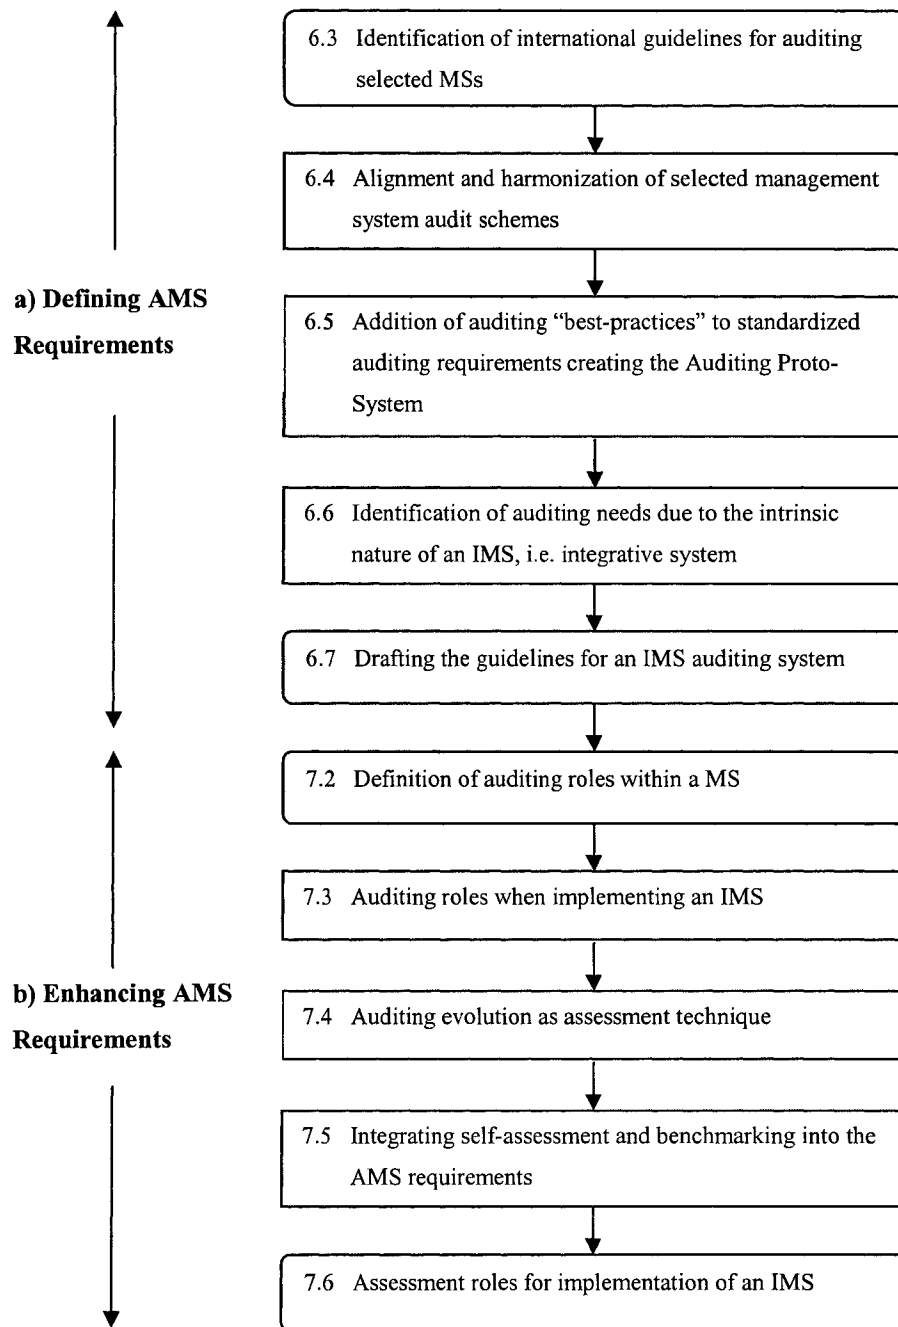 6.3 Identification of international guidelines for auditing
selected MSs
6.4 Alignment and harmonization of selected management
system audit schemes
a) Defining AMS
Requirements
6.5 Addition of auditing “best-practices” to standardized
auditing requirements creating the Auditing Proto-
System
6.6 Identification of auditing needs due to the intrinsic
nature of an IMS, i.e. integrative system
6.7 Drafting the guidelines for an IMS auditing system
7.2 Definition of auditing roles within a MS
7.3 Auditing roles when implementing an IMS
b) Enhancing AMS
Requirements
7.4 Auditing evolution as assessment technique
7.5 Integrating self-assessment and benchmarking into the
AMS requirements
7.6 Assessment roles for implementation of an IMS